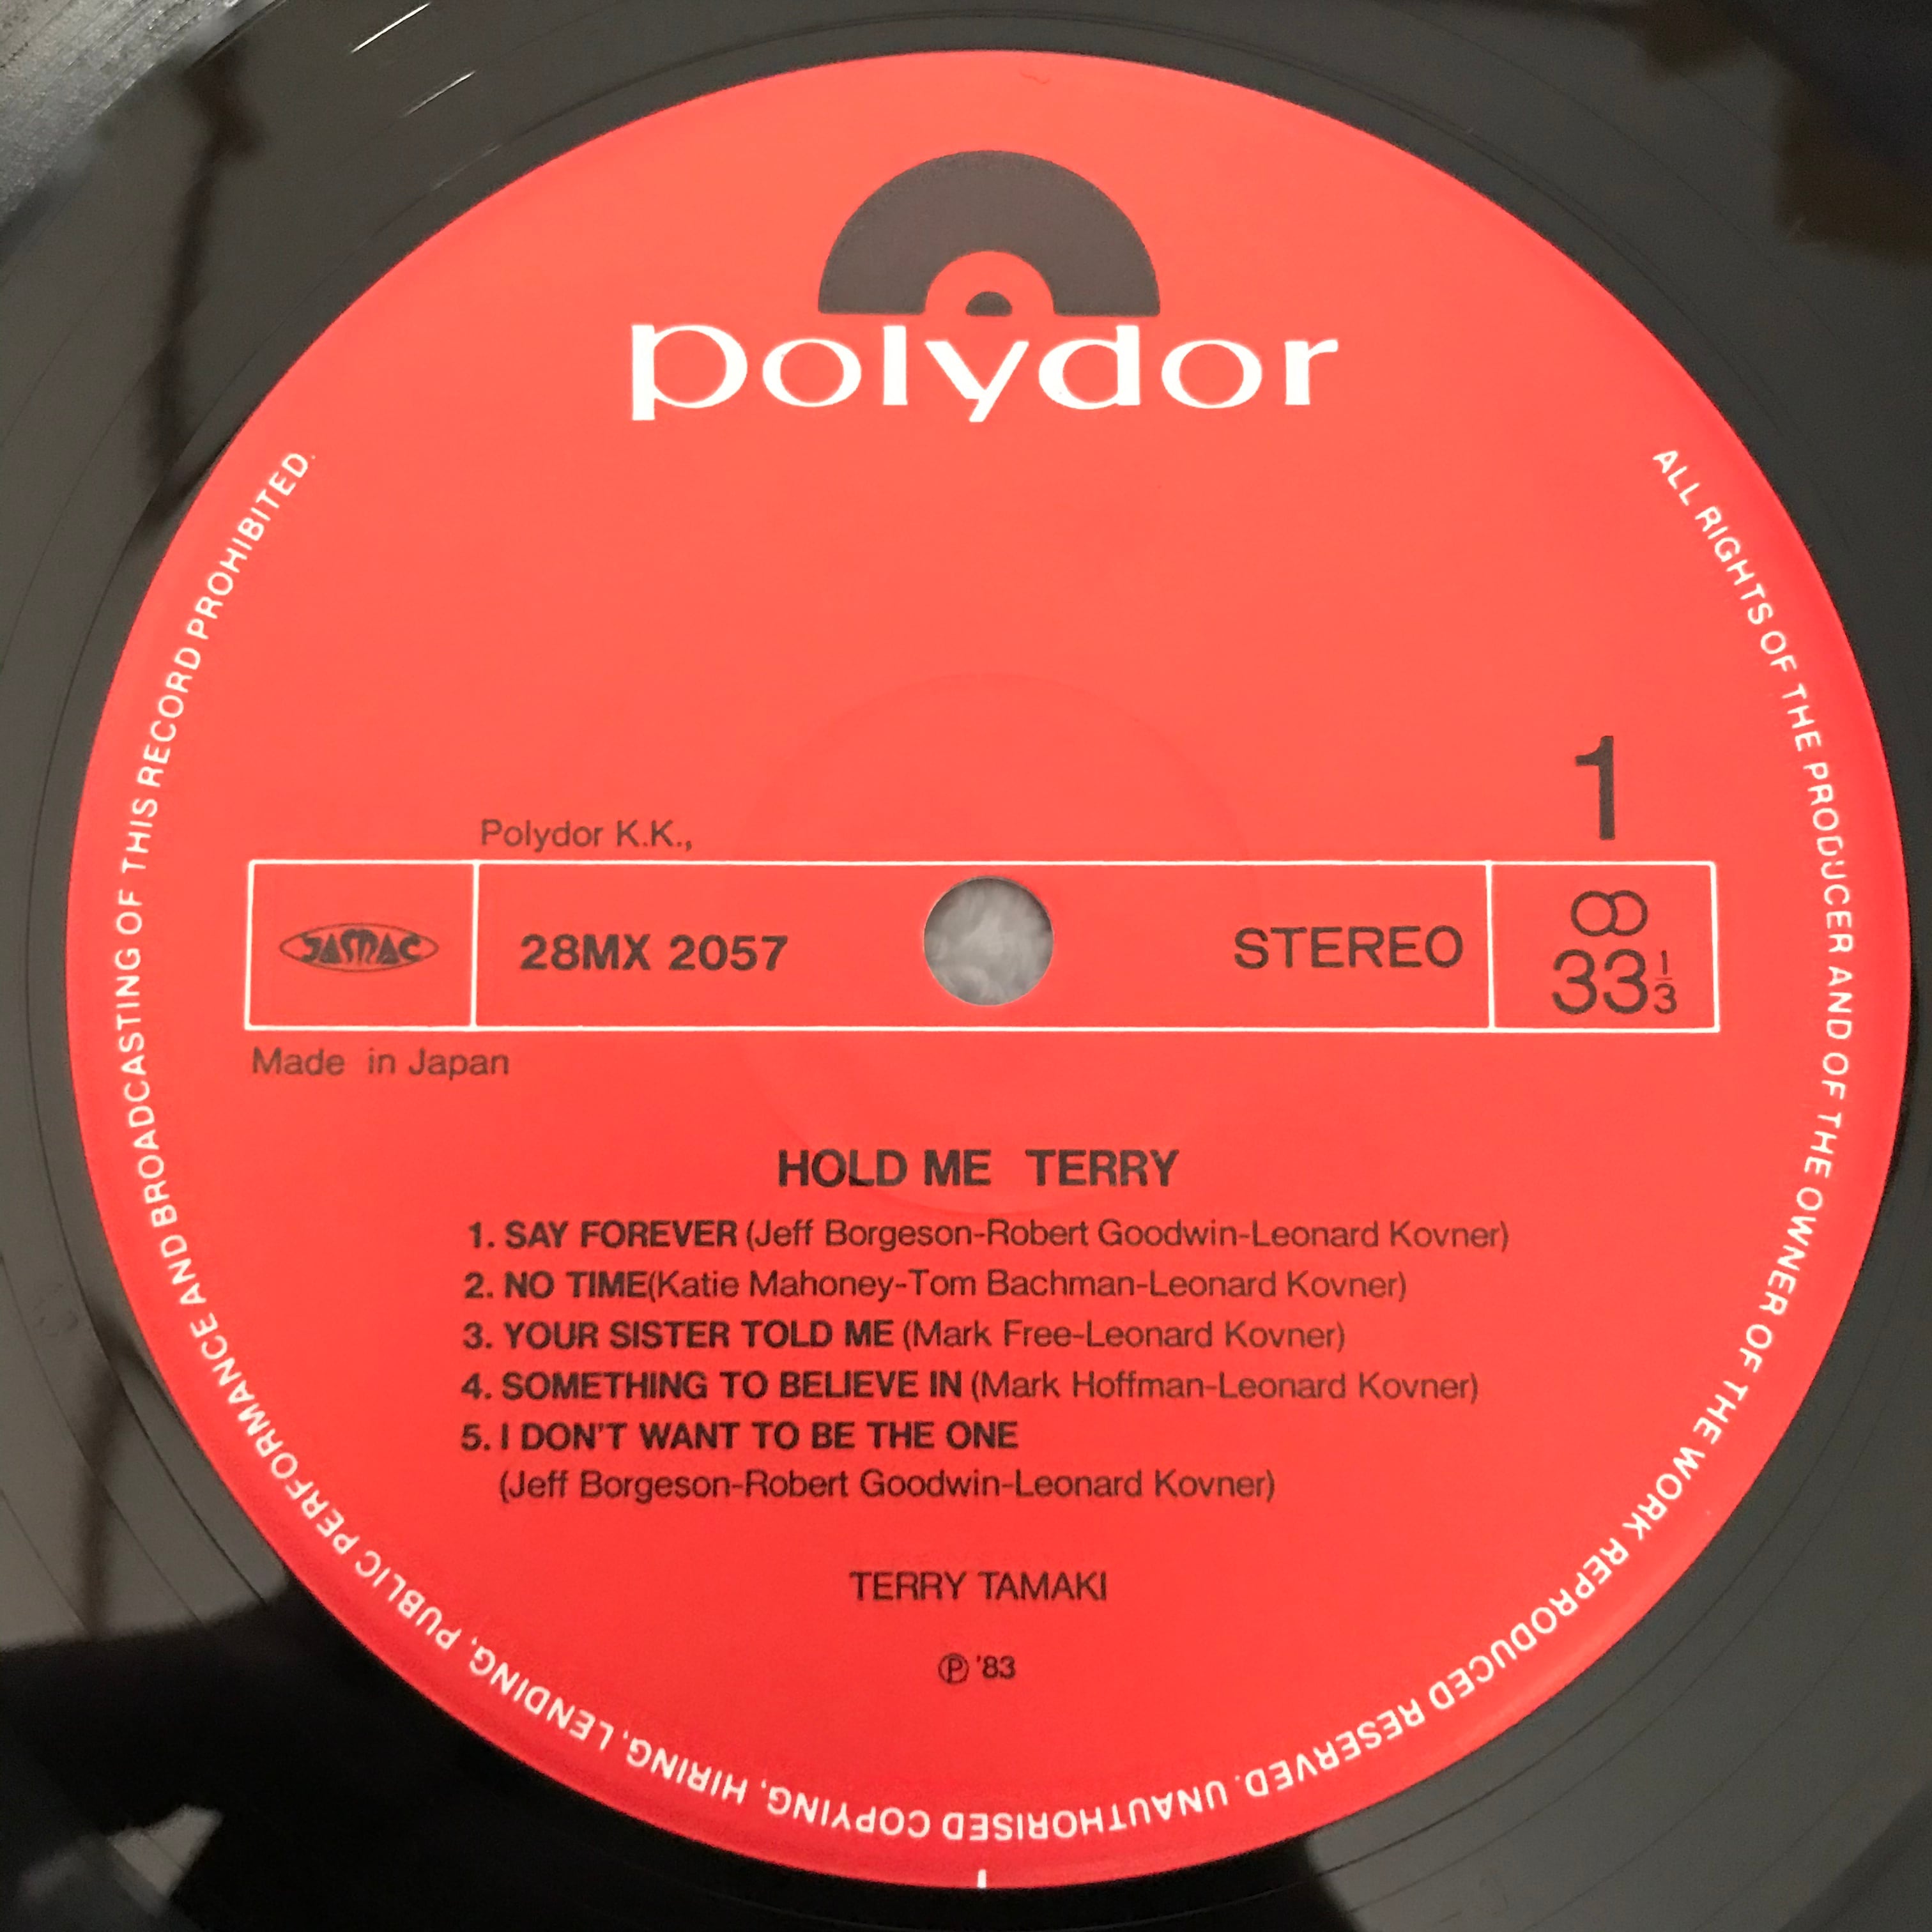 polydor
1
Polydor K.K.,
JASRAC
28MX 2057
STEREO
33 1/3
Made in Japan
HOLD ME TERRY
1. SAY FOREVER (Jeff Borgeson-Robert Goodwin-Leonard Kovner)
2. NO TIME(Katie Mahoney-Tom Bachman-Leonard Kovner)
3. YOUR SISTER TOLD ME (Mark Free-Leonard Kovner)
4. SOMETHING TO BELIEVE IN (Mark Hoffman-Leonard Kovner)
5. I DON'T WANT TO BE THE ONE
(Jeff Borgeson-Robert Goodwin-Leonard Kovner)
TERRY TAMAKI
℗ '83
ALL RIGHTS OF THE PRODUCER AND OF THE OWNER OF THE WORK REPRODUCED RESERVED. UNAUTHORISED COPYING, HIRING, LENDING, PUBLIC PERFORMANCE AND BROADCASTING OF THIS RECORD PROHIBITED.